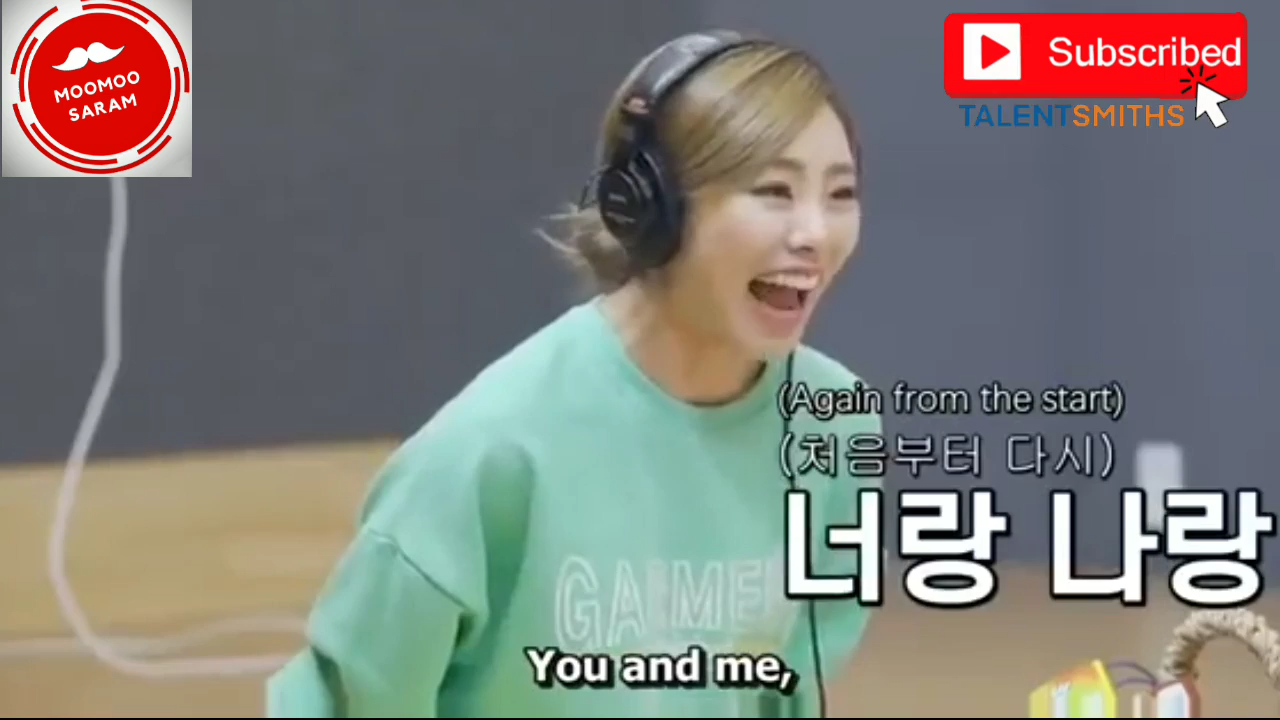 MOOMOO
SARAM
Subscribed
TALENTSMITHS
(Again from the start)
(처음부터 다시)
너랑 나랑
You and me,